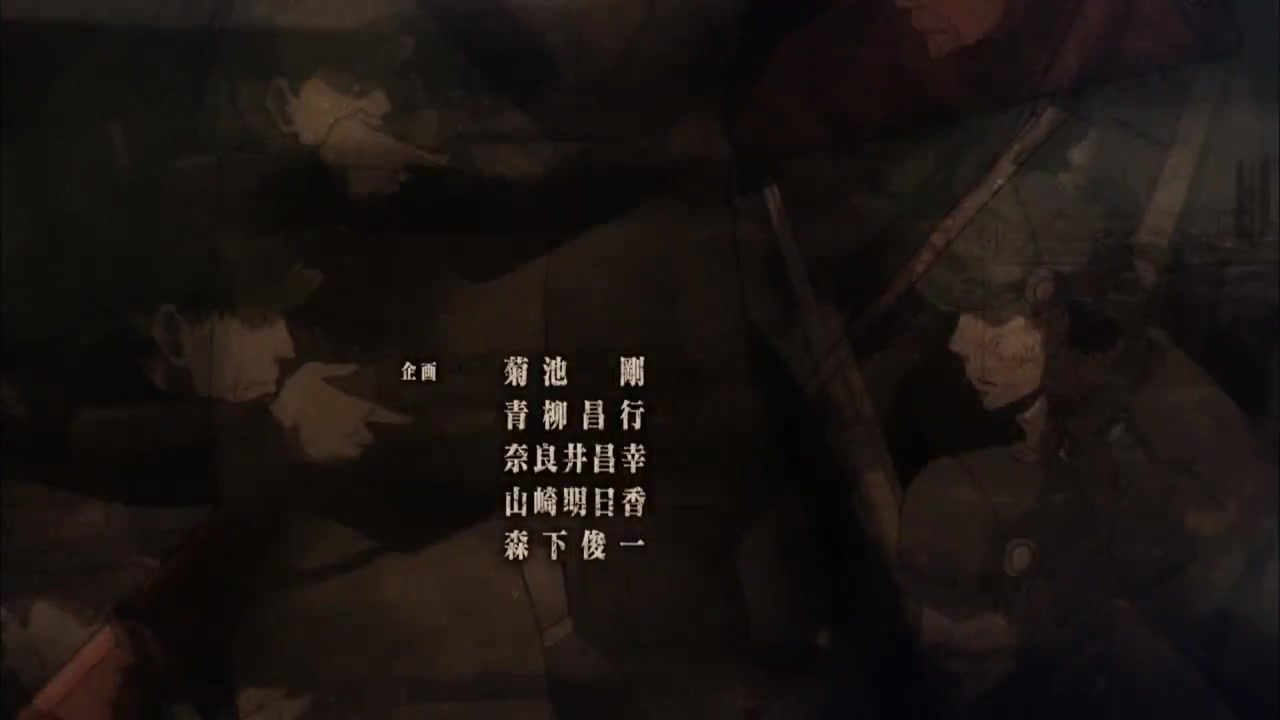 企画 菊池 剛
青柳昌行
奈良井昌幸
山崎明日香
森下俊一